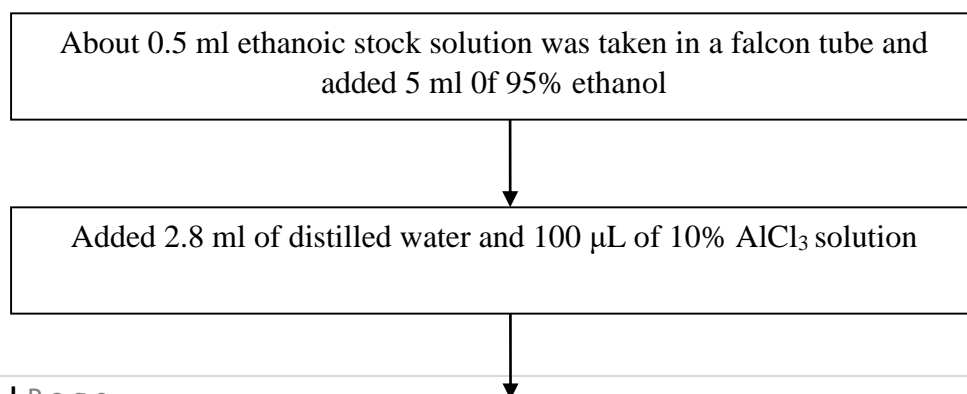 About 0.5 ml ethanoic stock solution was taken in a falcon tube and
added 5 ml 0f 95% ethanol
Added 2.8 ml of distilled water and 100 μL of 10% AlCl₃ solution